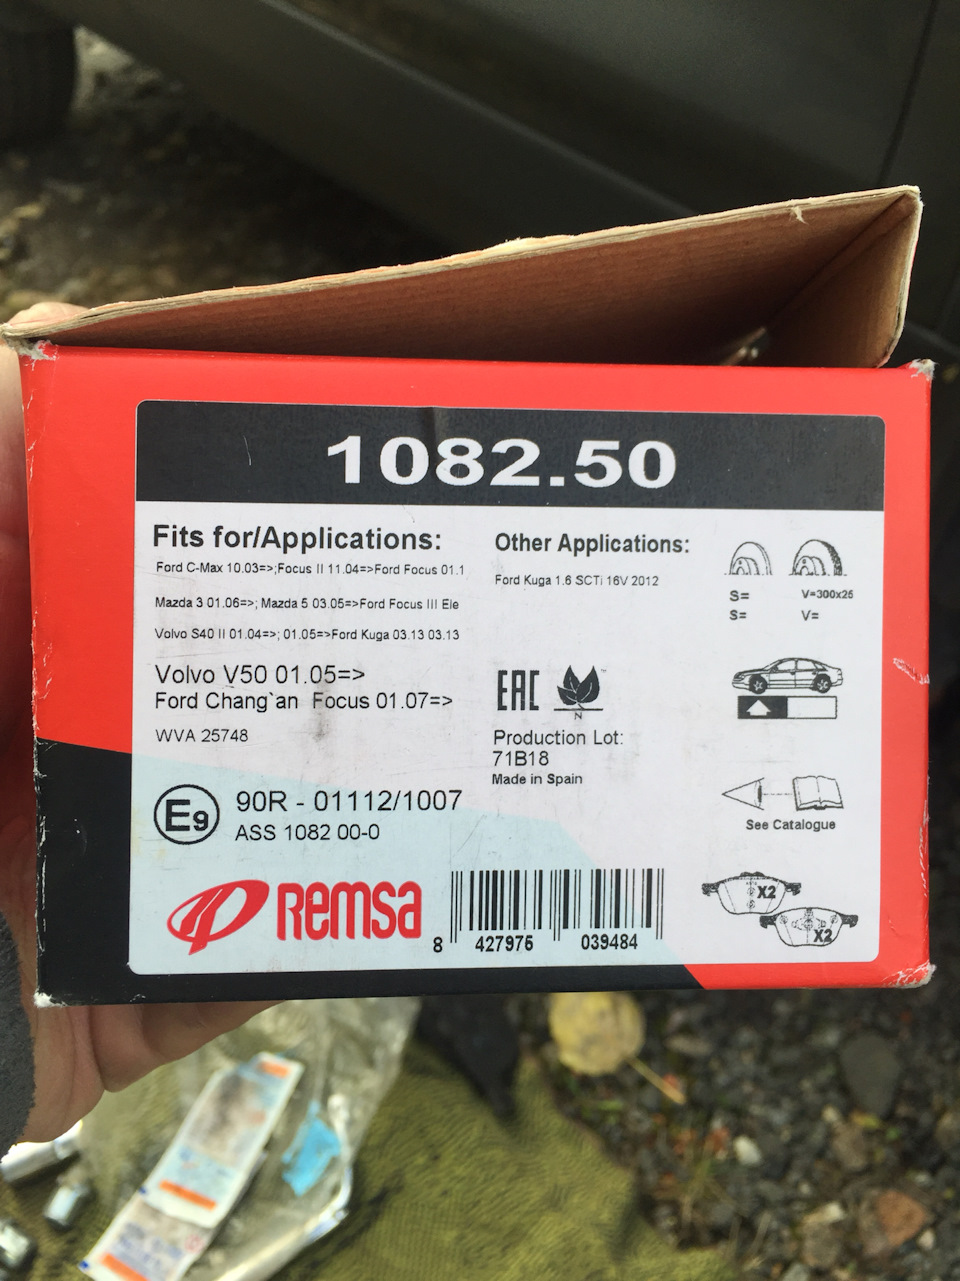 1082.50
Fits for/Applications:
Ford C-Max 10.03=>;Focus II 11.04=>Ford Focus 01.1
Mazda 3 01.06=>; Mazda 5 03.05=>Ford Focus III Ele
Volvo S40 II 01.04=>; 01.05=>Ford Kuga 03.13 03.13
Volvo V50 01.05=>
Ford Chang`an Focus 01.07=>
WVA 25748
E9
90R - 01112/1007
ASS 1082 00-0
Remsa
Other Applications:
Ford Kuga 1.6 SCTi 16V 2012
EAC
N
Production Lot:
71B18
Made in Spain
8 427975 039484
S= V=300x25
S= V=
See Catalogue
X2
X2